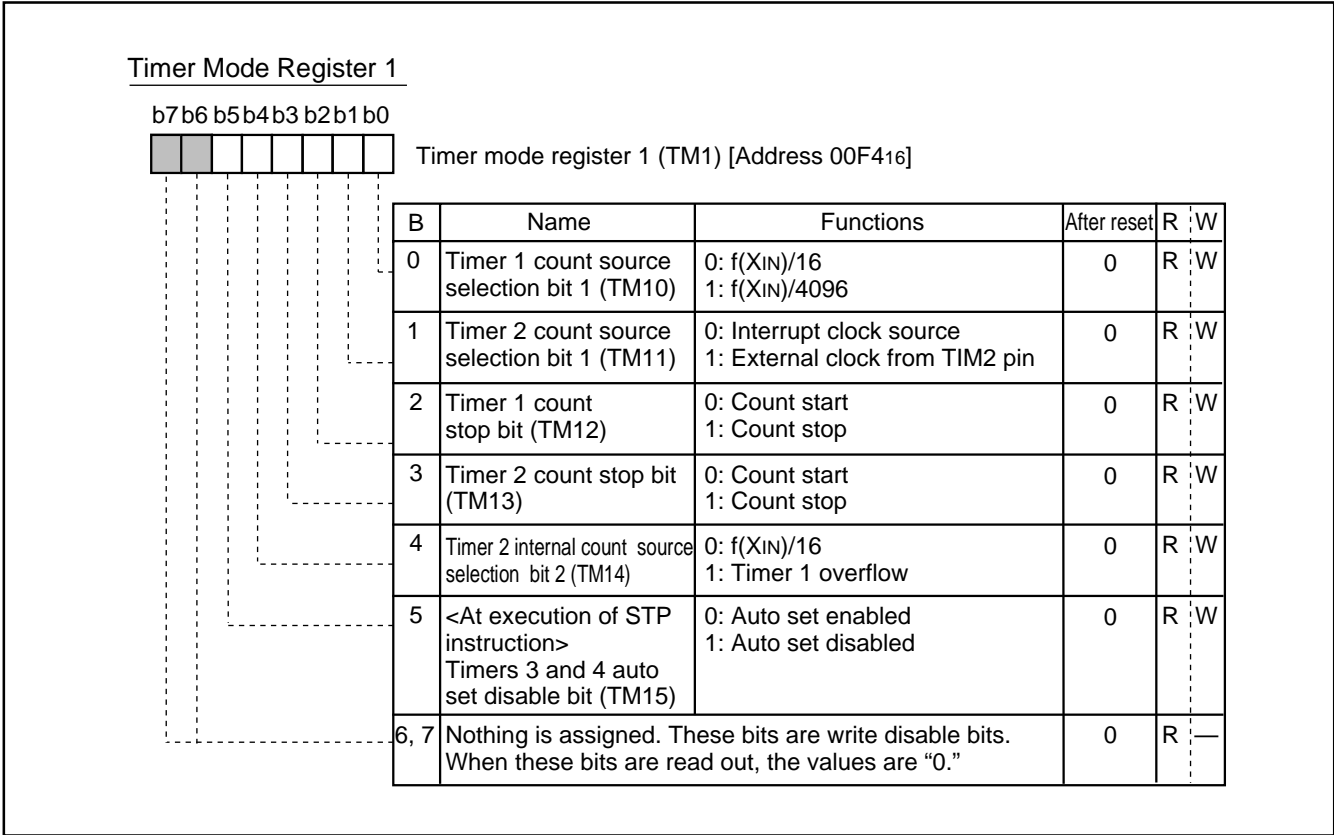 Timer Mode Register 1
b7 b6 b5 b4 b3 b2 b1 b0
Timer mode register 1 (TM1) [Address 00F416]
B Name Functions After reset R W
0 Timer 1 count source 0: f(XIN)/16 0 R W
selection bit 1 (TM10) 1: f(XIN)/4096
1 Timer 2 count source 0: Interrupt clock source 0 R W
selection bit 1 (TM11) 1: External clock from TIM2 pin
2 Timer 1 count 0: Count start 0 R W
stop bit (TM12) 1: Count stop
3 Timer 2 count stop bit 0: Count start 0 R W
(TM13) 1: Count stop
4 Timer 2 internal count source 0: f(XIN)/16 0 R W
selection bit 2 (TM14) 1: Timer 1 overflow
5 <At execution of STP 0: Auto set enabled 0 R W
instruction> 1: Auto set disabled
Timers 3 and 4 auto
set disable bit (TM15)
6, 7 Nothing is assigned. These bits are write disable bits. 0 R —
When these bits are read out, the values are “0.”